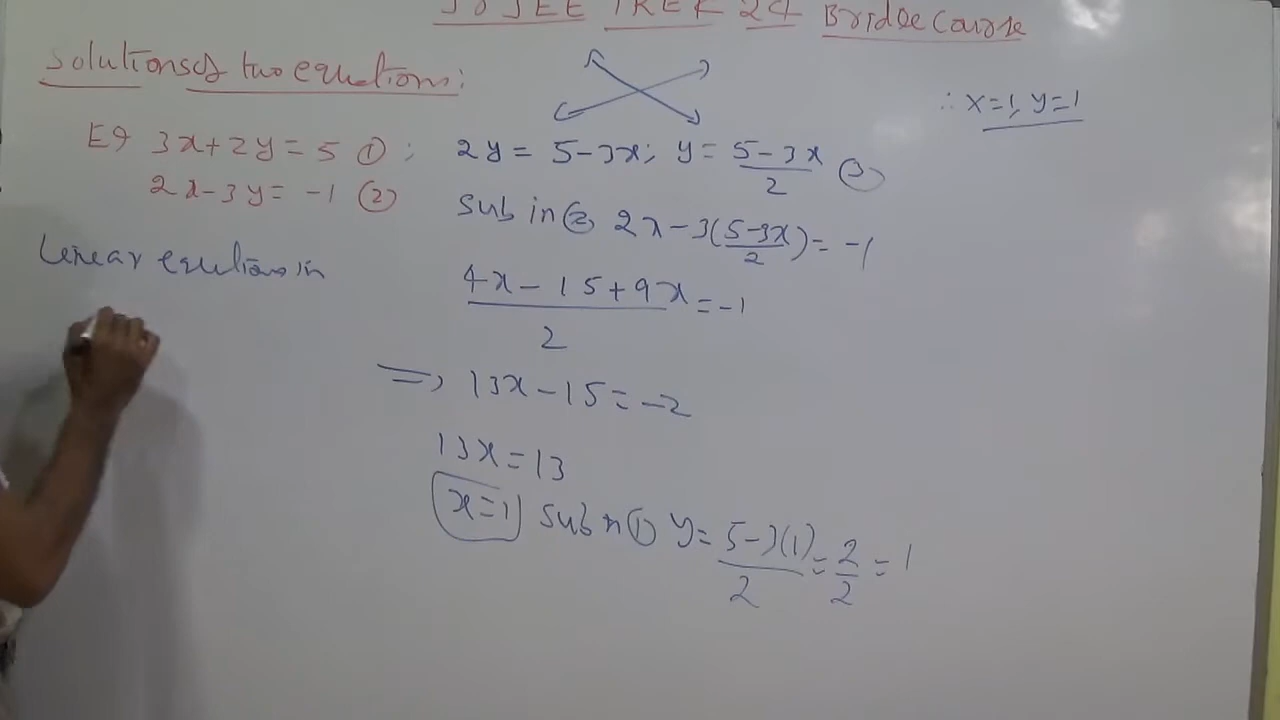 24 Bridge Course
Solutions of two equations:
∴ x=1, y=1
Eg 3x+2y=5 ① ;
2x-3y= -1 ②
2y = 5-3x; y= 5-3x/2 ③
Sub in ② 2x-3(5-3x/2)= -1
Linear equtions in
4x-15+9x/2 = -1
⇒, 13x-15= -2
13x=13
x=1 sub in ① y= 5-3(1)/2 = 2/2 = 1